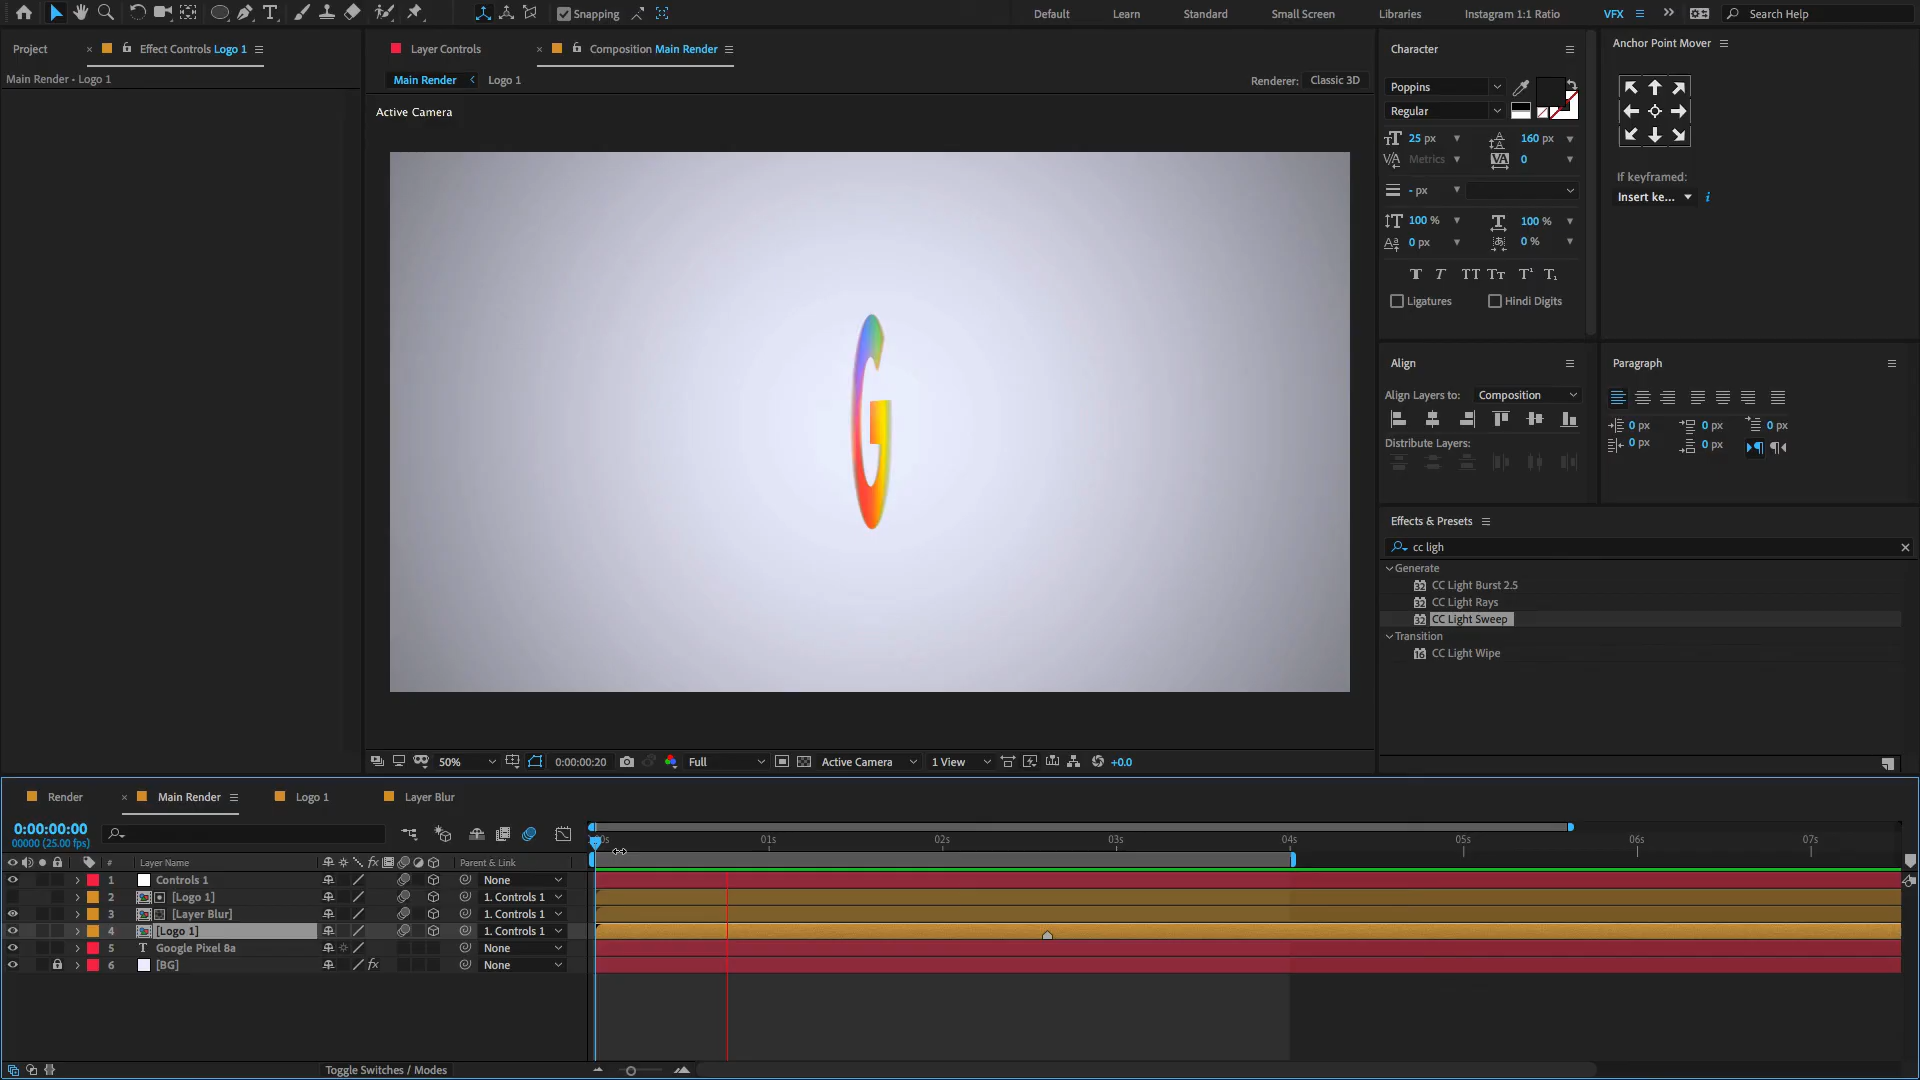 Snapping
Default
Learn
Standard
Small Screen
Libraries
Instagram 1:1 Ratio
VFX
Search Help
Project
Effect Controls Logo 1
Layer Controls
Composition Main Render
Character
Anchor Point Mover
Main Render • Logo 1
Main Render
Logo 1
Renderer: Classic 3D
Active Camera
Poppins
Regular
25 px
160 px
Metrics
0
- px
If keyframed:
Insert ke...
100 %
100 %
0 px
0 %
Ligatures
Hindi Digits
Align
Paragraph
Align Layers to: Composition
0 px
0 px
0 px
0 px
0 px
Distribute Layers:
Effects & Presets
cc ligh
Generate
CC Light Burst 2.5
CC Light Rays
CC Light Sweep
Transition
CC Light Wipe
G
50%
0:00:00:20
Full
Active Camera
1 View
+0.0
Render
Main Render
Logo 1
Layer Blur
0:00:00:00
00000 (25.00 fps)
01s
02s
03s
04s
05s
06s
07s
# Layer Name
Parent & Link
1 Controls 1 None
2 [Logo 1] 1. Controls 1
3 [Layer Blur] 1. Controls 1
4 [Logo 1] 1. Controls 1
5 T Google Pixel 8a None
6 [BG] fx None
Toggle Switches / Modes